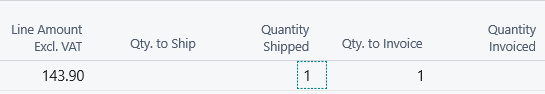 Line Amount Excl. VAT
Qty. to Ship
Quantity Shipped
Qty. to Invoice
Quantity Invoiced
143.90
1
1